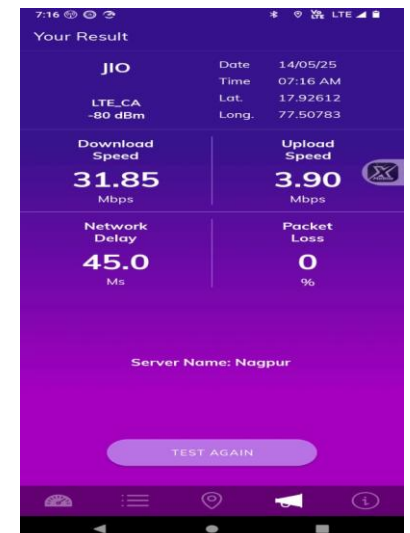 7:16
Vo LTE LTE
Your Result
JIO
LTE_CA
-80 dBm
Date 14/05/25
Time 07:16 AM
Lat. 17.92612
Long. 77.50783
Download
Speed
31.85
Mbps
Upload
Speed
3.90
Mbps
Network
Delay
45.0
Ms
Packet
Loss
0
%
Server Name: Nagpur
TEST AGAIN